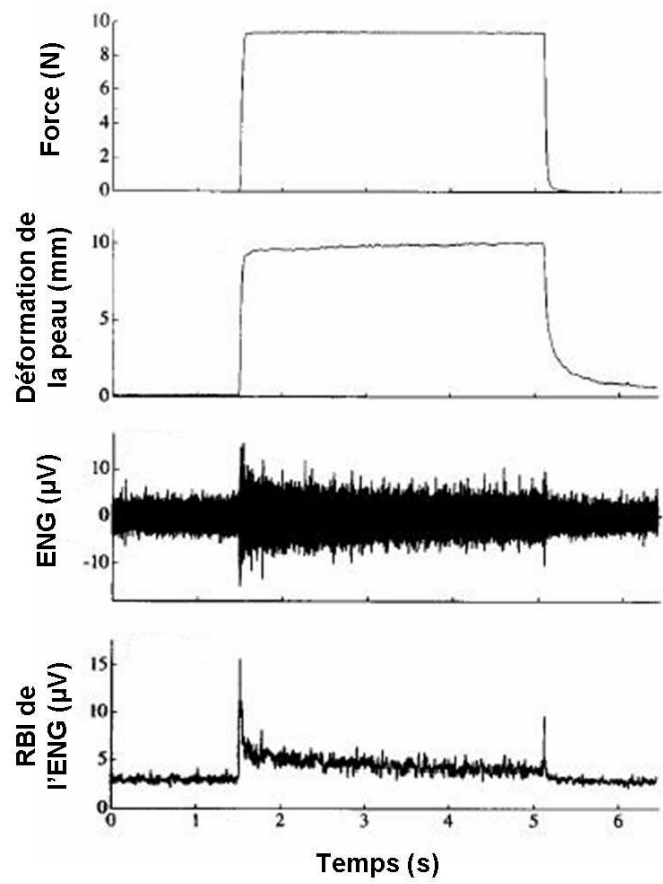 Force (N)
10
8
6
4
2
0
Déformation de
la peau (mm)
10
5
0
ENG (µV)
10
0
-10
RBI de
l'ENG (µV)
15
10
5
0
0 1 2 3 4 5 6
Temps (s)